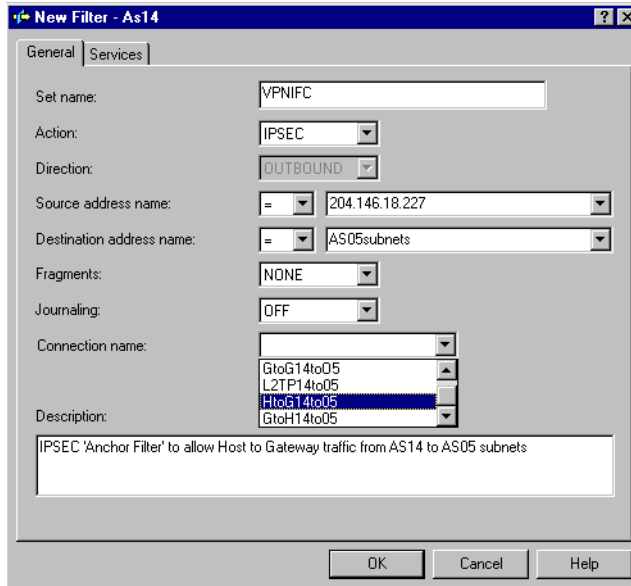 New Filter - As14
General Services
Set name: VPNIFC
Action: IPSEC
Direction: OUTBOUND
Source address name: = 204.146.18.227
Destination address name: = AS05subnets
Fragments: NONE
Journaling: OFF
Connection name:
GtoG14toO5
L2TP14to05
HtoG14to05
GtoH14to05
Description:
IPSEC 'Anchor Filter' to allow Host to Gateway traffic from AS14 to AS05 subnets
OK Cancel Help